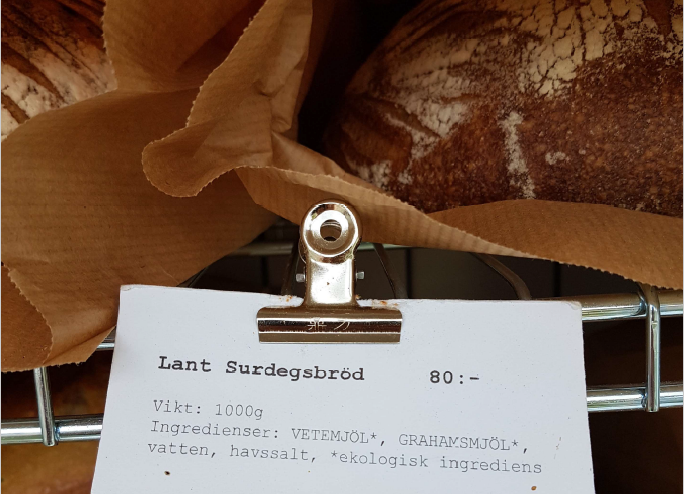 Lant Surdegsbröd 80:-
Vikt: 1000g
Ingredienser: VETEMJÖL*, GRAHAMSMJÖL*,
vatten, havssalt, *ekologisk ingrediens